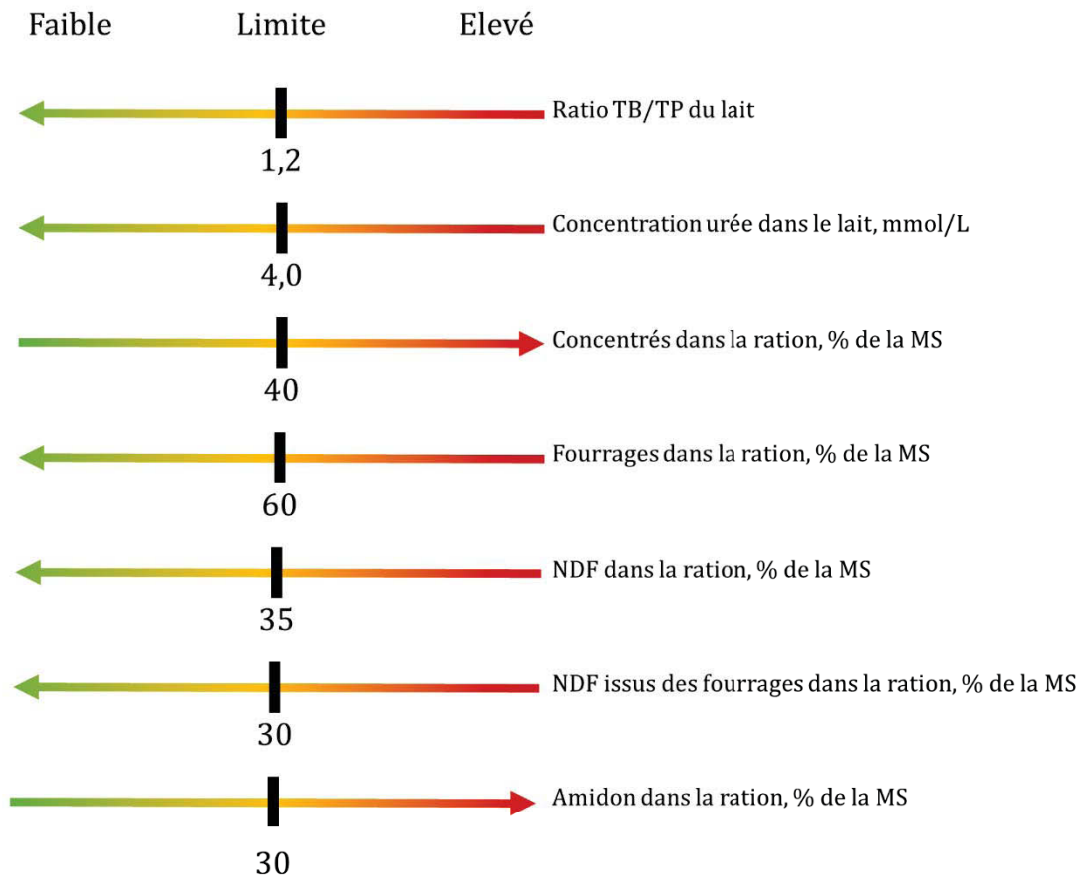 Faible Limite Elevé
Ratio TB/TP du lait
1,2
Concentration urée dans le lait, mmol/L
4,0
Concentrés dans la ration, % de la MS
40
Fourrages dans la ration, % de la MS
60
NDF dans la ration, % de la MS
35
NDF issus des fourrages dans la ration, % de la MS
30
Amidon dans la ration, % de la MS
30